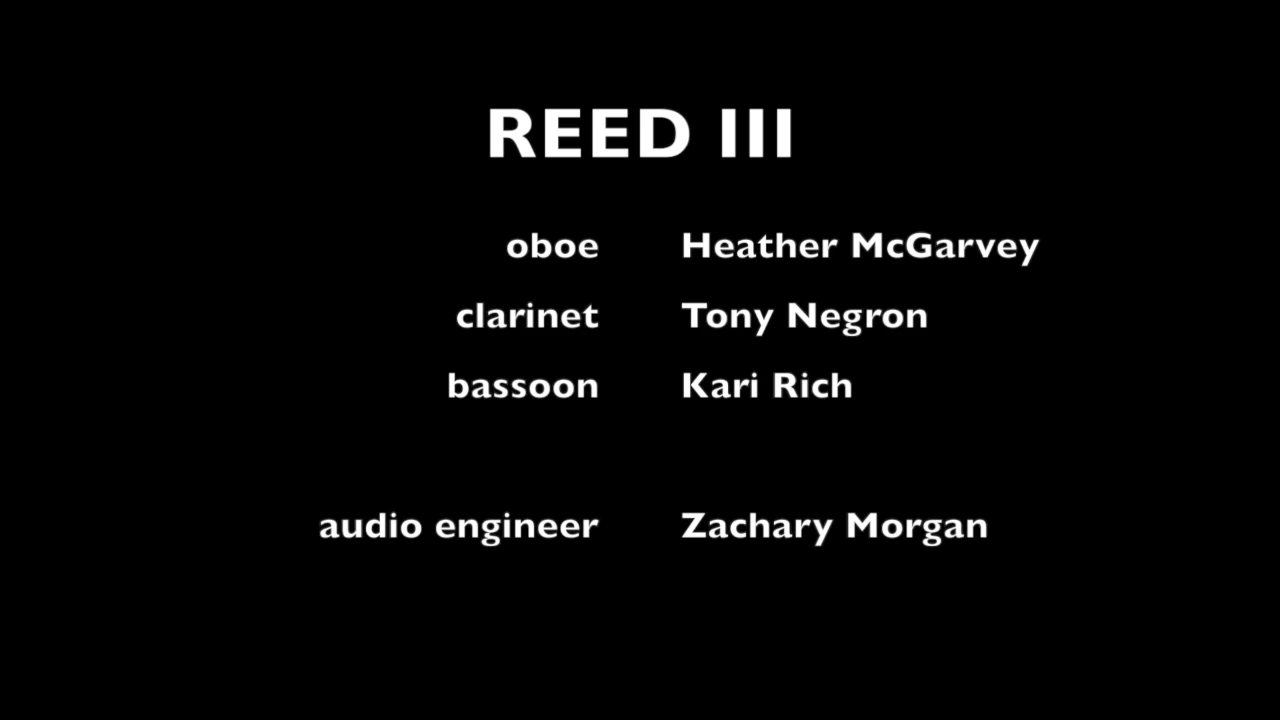 REED III
oboe Heather McGarvey
clarinet Tony Negron
bassoon Kari Rich
audio engineer Zachary Morgan